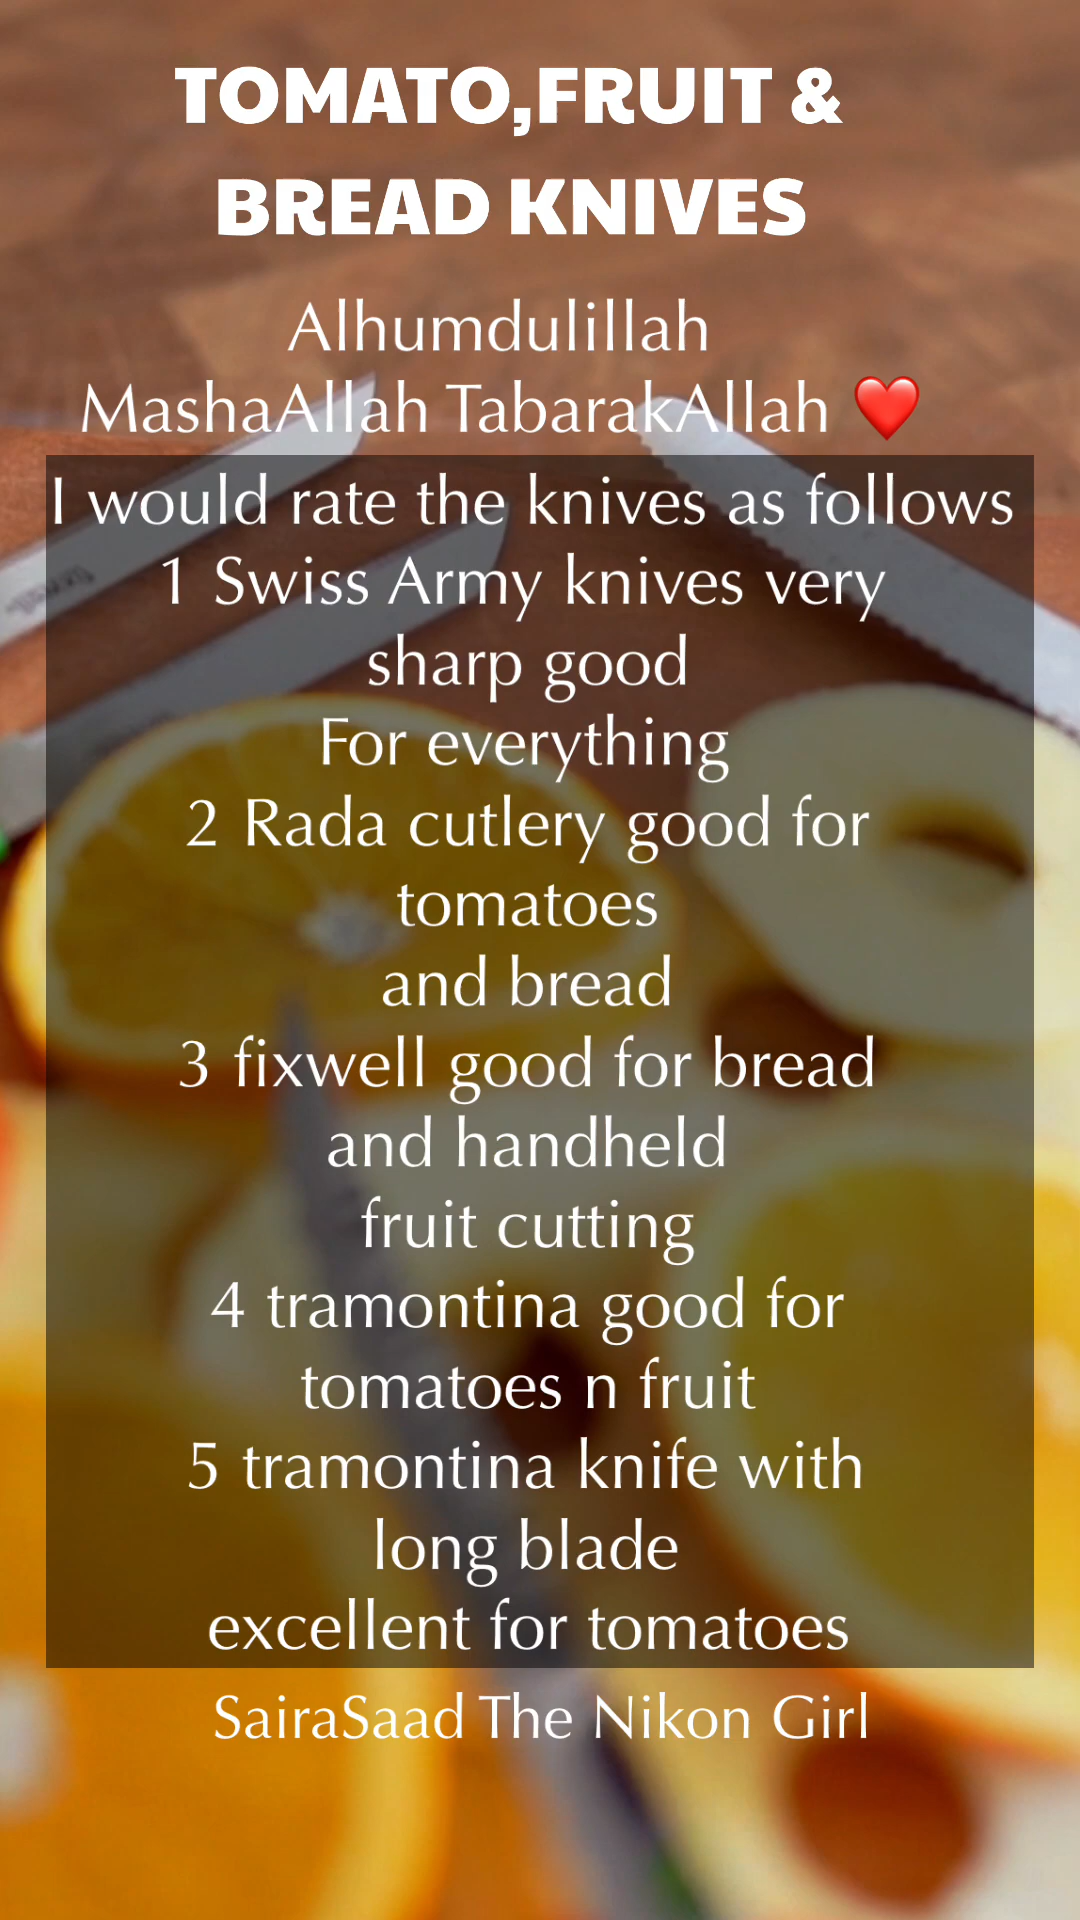 TOMATO,FRUIT &
BREAD KNIVES
Alhumdulillah
MashaAllah TabarakAllah ❤️
I would rate the knives as follows
1 Swiss Army knives very
sharp good
For everything
2 Rada cutlery good for
tomatoes
and bread
3 fixwell good for bread
and handheld
fruit cutting
4 tramontina good for
tomatoes n fruit
5 tramontina knife with
long blade
excellent for tomatoes
SairaSaad The Nikon Girl